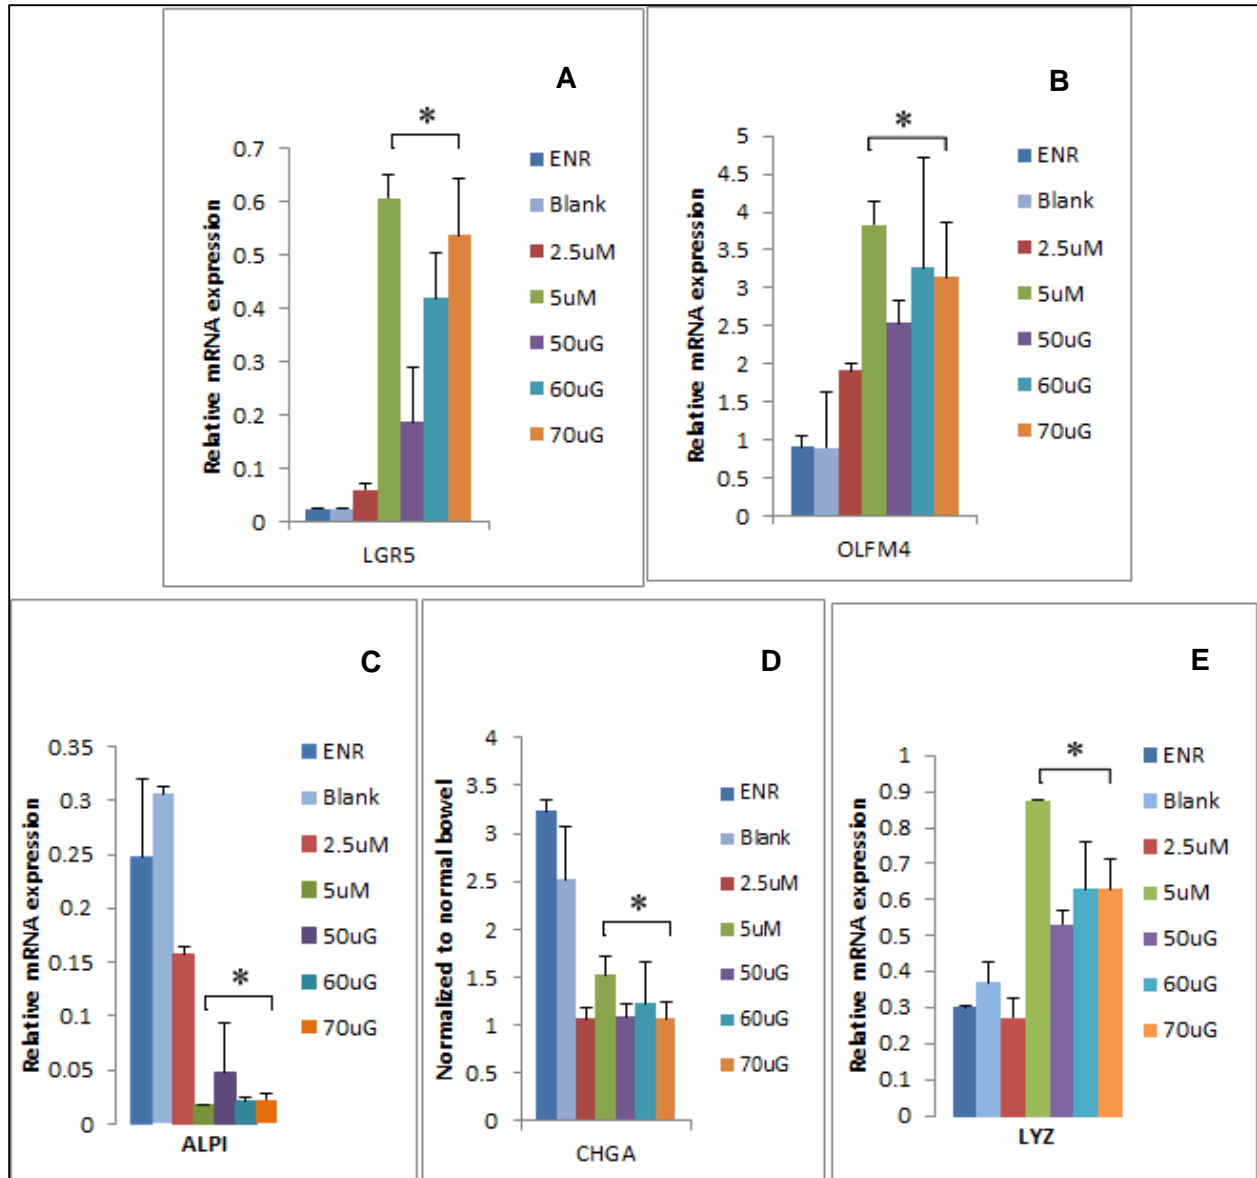 A
*
0.7
0.6
0.5
0.4
0.3
0.2
0.1
0
Relative mRNA expression
LGR5
ENR
Blank
2.5uM
5uM
50uG
60uG
70uG
B
*
5
4.5
4
3.5
3
2.5
2
1.5
1
0.5
0
Relative mRNA expression
OLFM4
ENR
Blank
2.5uM
5uM
50uG
60uG
70uG
C
*
0.35
0.3
0.25
0.2
0.15
0.1
0.05
0
Relative mRNA expression
ALPI
ENR
Blank
2.5uM
5uM
50uG
60uG
70uG
D
*
4
3.5
3
2.5
2
1.5
1
0.5
0
Normalized to normal bowel
CHGA
ENR
Blank
2.5uM
5uM
50uG
60uG
70uG
E
*
1
0.9
0.8
0.7
0.6
0.5
0.4
0.3
0.2
0.1
0
Relative mRNA expression
LYZ
ENR
Blank
2.5uM
5uM
50uG
60uG
70uG